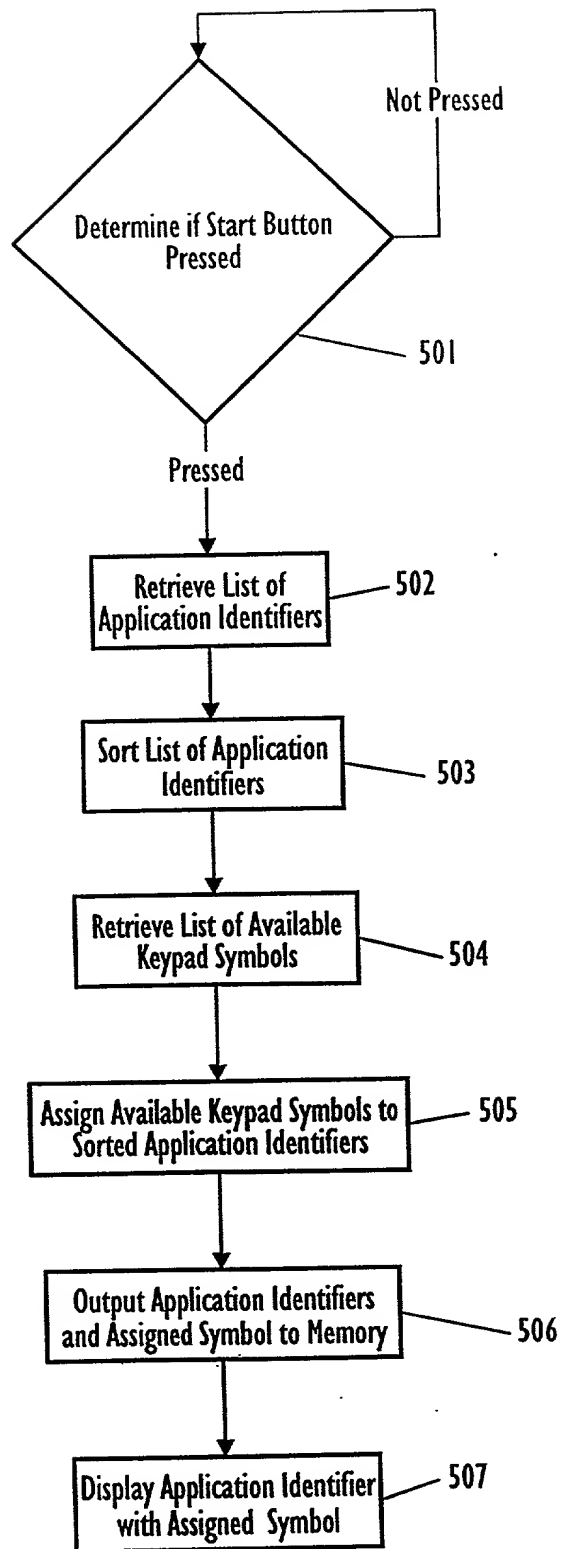 Not Pressed
Determine if Start Button
Pressed
501
Pressed
Retrieve List of
Application Identifiers
502
Sort List of Application
Identifiers
503
Retrieve List of Available
Keypad Symbols
504
Assign Available Keypad Symbols to
Sorted Application Identifiers
505
Output Application Identifiers
and Assigned Symbol to Memory
506
Display Application Identifier
with Assigned Symbol
507